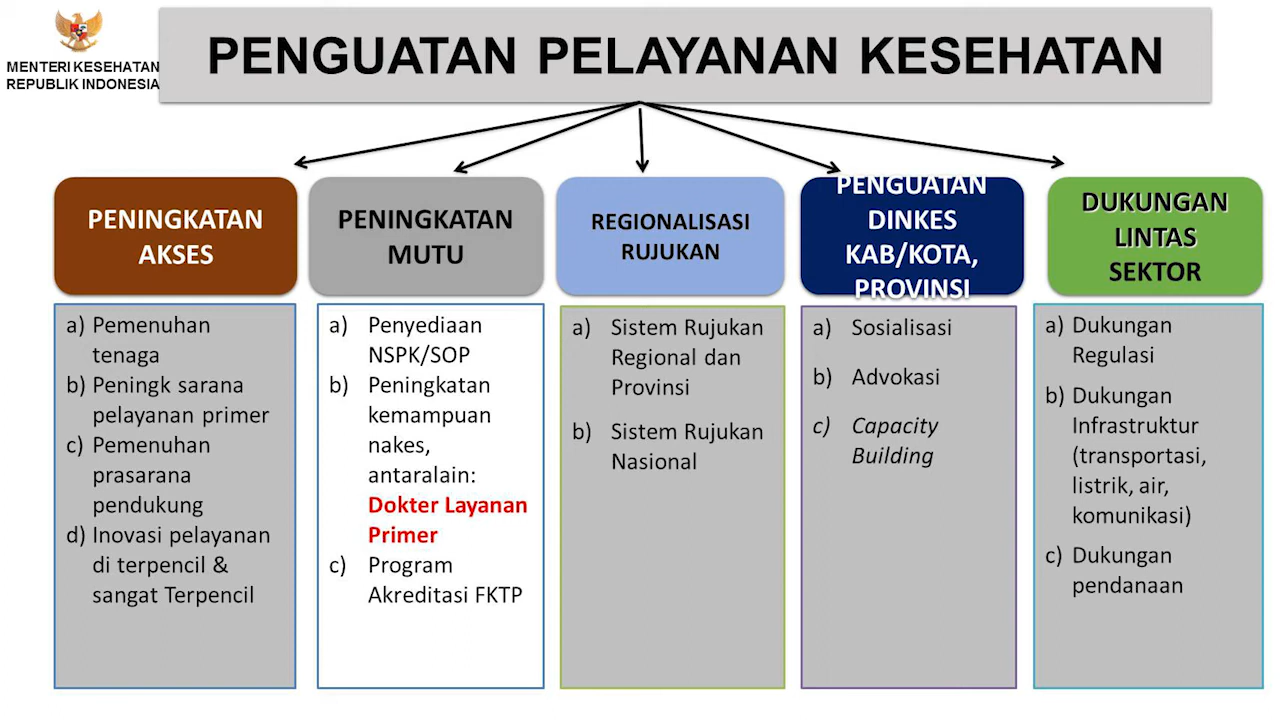 MENTERI KESEHATAN
REPUBLIK INDONESIA
PENGUATAN PELAYANAN KESEHATAN
PENINGKATAN
AKSES
a) Pemenuhan
tenaga
b) Peningk sarana
pelayanan primer
c) Pemenuhan
prasarana
pendukung
d) Inovasi pelayanan
di terpencil &
sangat Terpencil
PENINGKATAN
MUTU
a) Penyediaan
NSPK/SOP
b) Peningkatan
kemampuan
nakes,
antaralain:
Dokter Layanan
Primer
c) Program
Akreditasi FKTP
REGIONALISASI
RUJUKAN
a) Sistem Rujukan
Regional dan
Provinsi
b) Sistem Rujukan
Nasional
PENGUATAN
DINKES
KAB/KOTA,
PROVINSI
a) Sosialisasi
b) Advokasi
c) Capacity
Building
DUKUNGAN
LINTAS
SEKTOR
a) Dukungan
Regulasi
b) Dukungan
Infrastruktur
(transportasi,
listrik, air,
komunikasi)
c) Dukungan
pendanaan